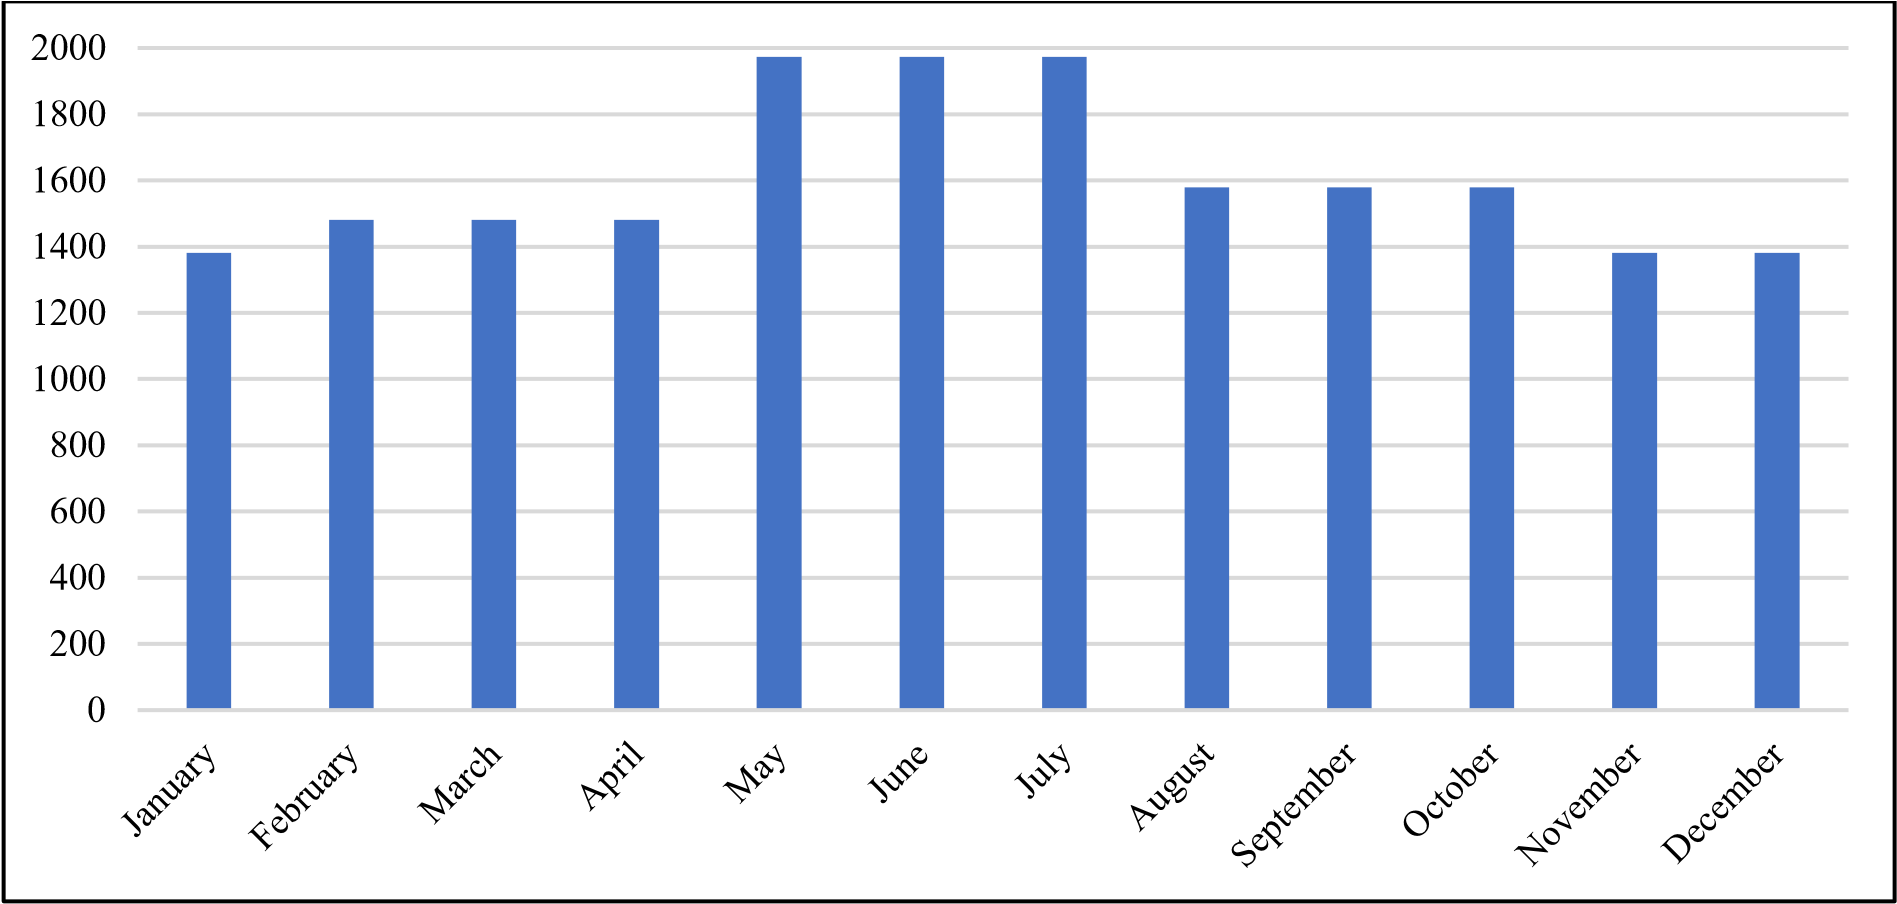 2000
1800
1600
1400
1200
1000
800
600
400
200
0
January
February
March
April
May
June
July
August
September
October
November
December